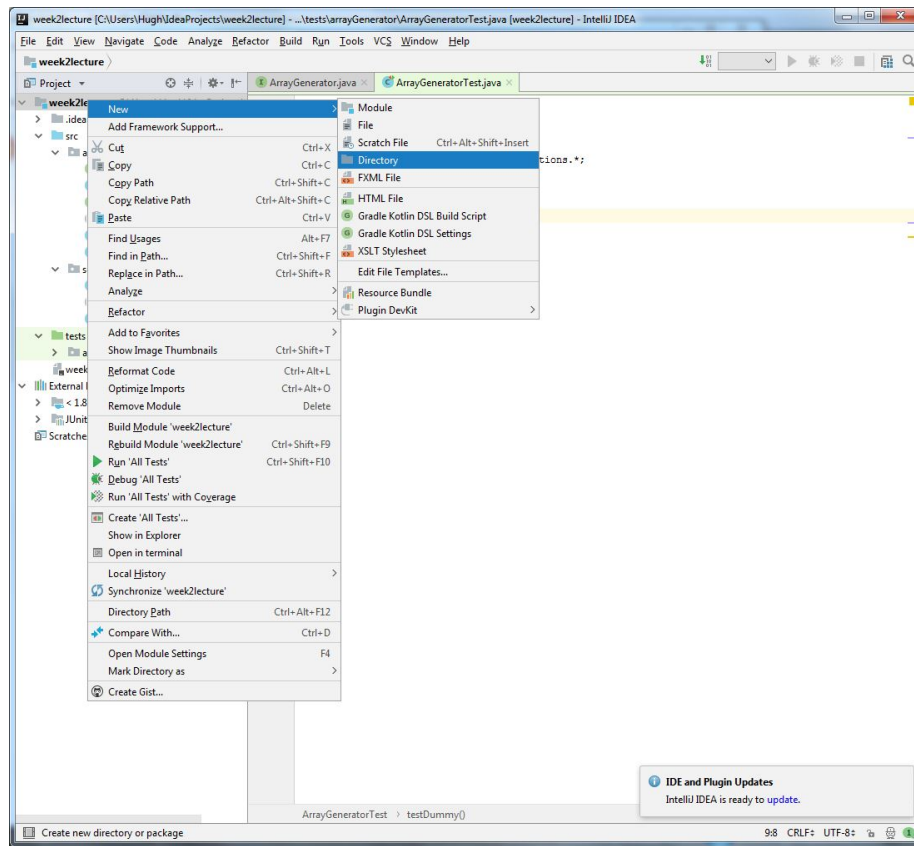 week2lecture [C:\Users\Hugh\IdeaProjects\week2lecture] - ...\tests\arrayGenerator\ArrayGeneratorTest.java [week2lecture] - IntelliJ IDEA
File Edit View Navigate Code Analyze Refactor Build Run Tools VCS Window Help
week2lecture
Project
ArrayGenerator.java
ArrayGeneratorTest.java
week2le
.idea
src
a
s
tests
a
week
External
< 1.8
JUnit
Scratche
New
Add Framework Support...
Cut Ctrl+X
Copy Ctrl+C
Copy Path Ctrl+Shift+C
Copy Relative Path Ctrl+Alt+Shift+C
Paste Ctrl+V
Find Usages Alt+F7
Find in Path... Ctrl+Shift+F
Replace in Path... Ctrl+Shift+R
Analyze
Refactor
Add to Favorites
Show Image Thumbnails Ctrl+Shift+T
Reformat Code Ctrl+Alt+L
Optimize Imports Ctrl+Alt+O
Remove Module Delete
Build Module 'week2lecture'
Rebuild Module 'week2lecture' Ctrl+Shift+F9
Run 'All Tests' Ctrl+Shift+F10
Debug 'All Tests'
Run 'All Tests' with Coverage
Create 'All Tests'...
Show in Explorer
Open in terminal
Local History
Synchronize 'week2lecture'
Directory Path Ctrl+Alt+F12
Compare With... Ctrl+D
Open Module Settings F4
Mark Directory as
Create Gist...
Module
File
Scratch File Ctrl+Alt+Shift+Insert
Directory
FXML File
HTML File
Gradle Kotlin DSL Build Script
Gradle Kotlin DSL Settings
XSLT Stylesheet
Edit File Templates...
Resource Bundle
Plugin DevKit
tions.*;
IDE and Plugin Updates
IntelliJ IDEA is ready to update.
ArrayGeneratorTest > testDummy()
Create new directory or package
9:8 CRLF UTF-8 1